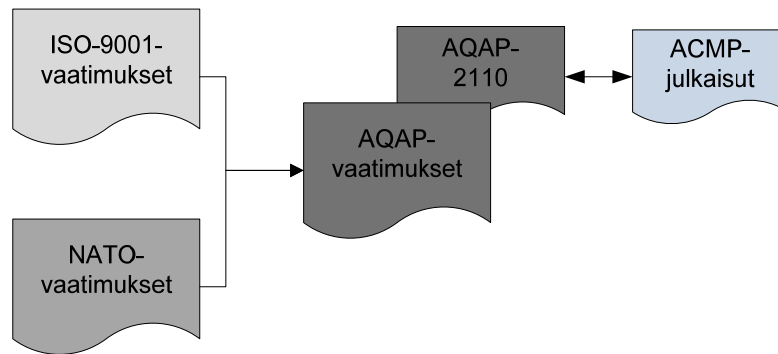 ISO-9001-
vaatimukset
AQAP-
2110
ACMP-
julkaisut
AQAP-
vaatimukset
NATO-
vaatimukset